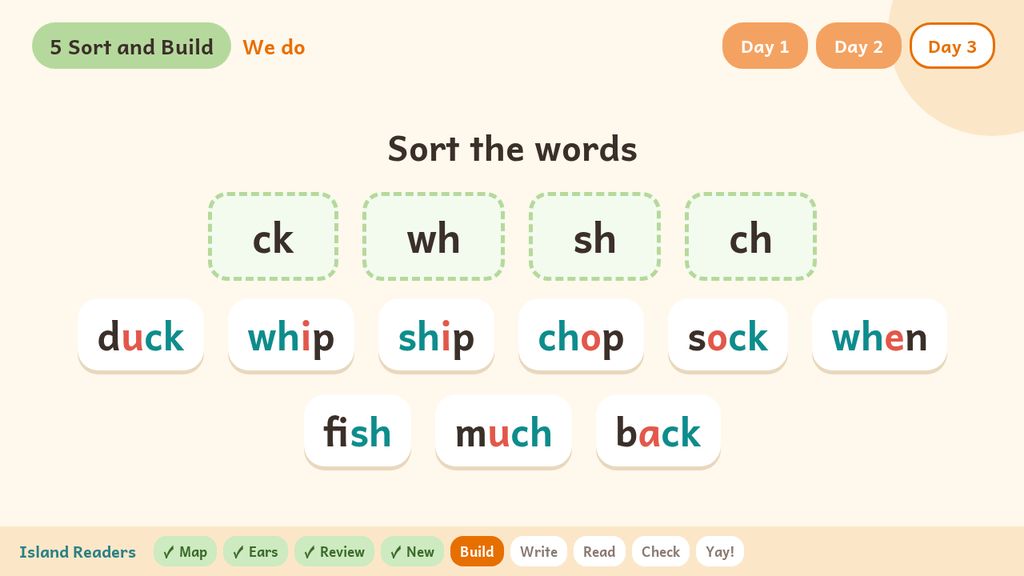 5 Sort and Build We do Day 1 Day 2 Day 3
Sort the words
ck wh sh ch
duck whip ship chop sock when
fish much back
Island Readers ✓ Map ✓ Ears ✓ Review ✓ New Build Write Read Check Yay!